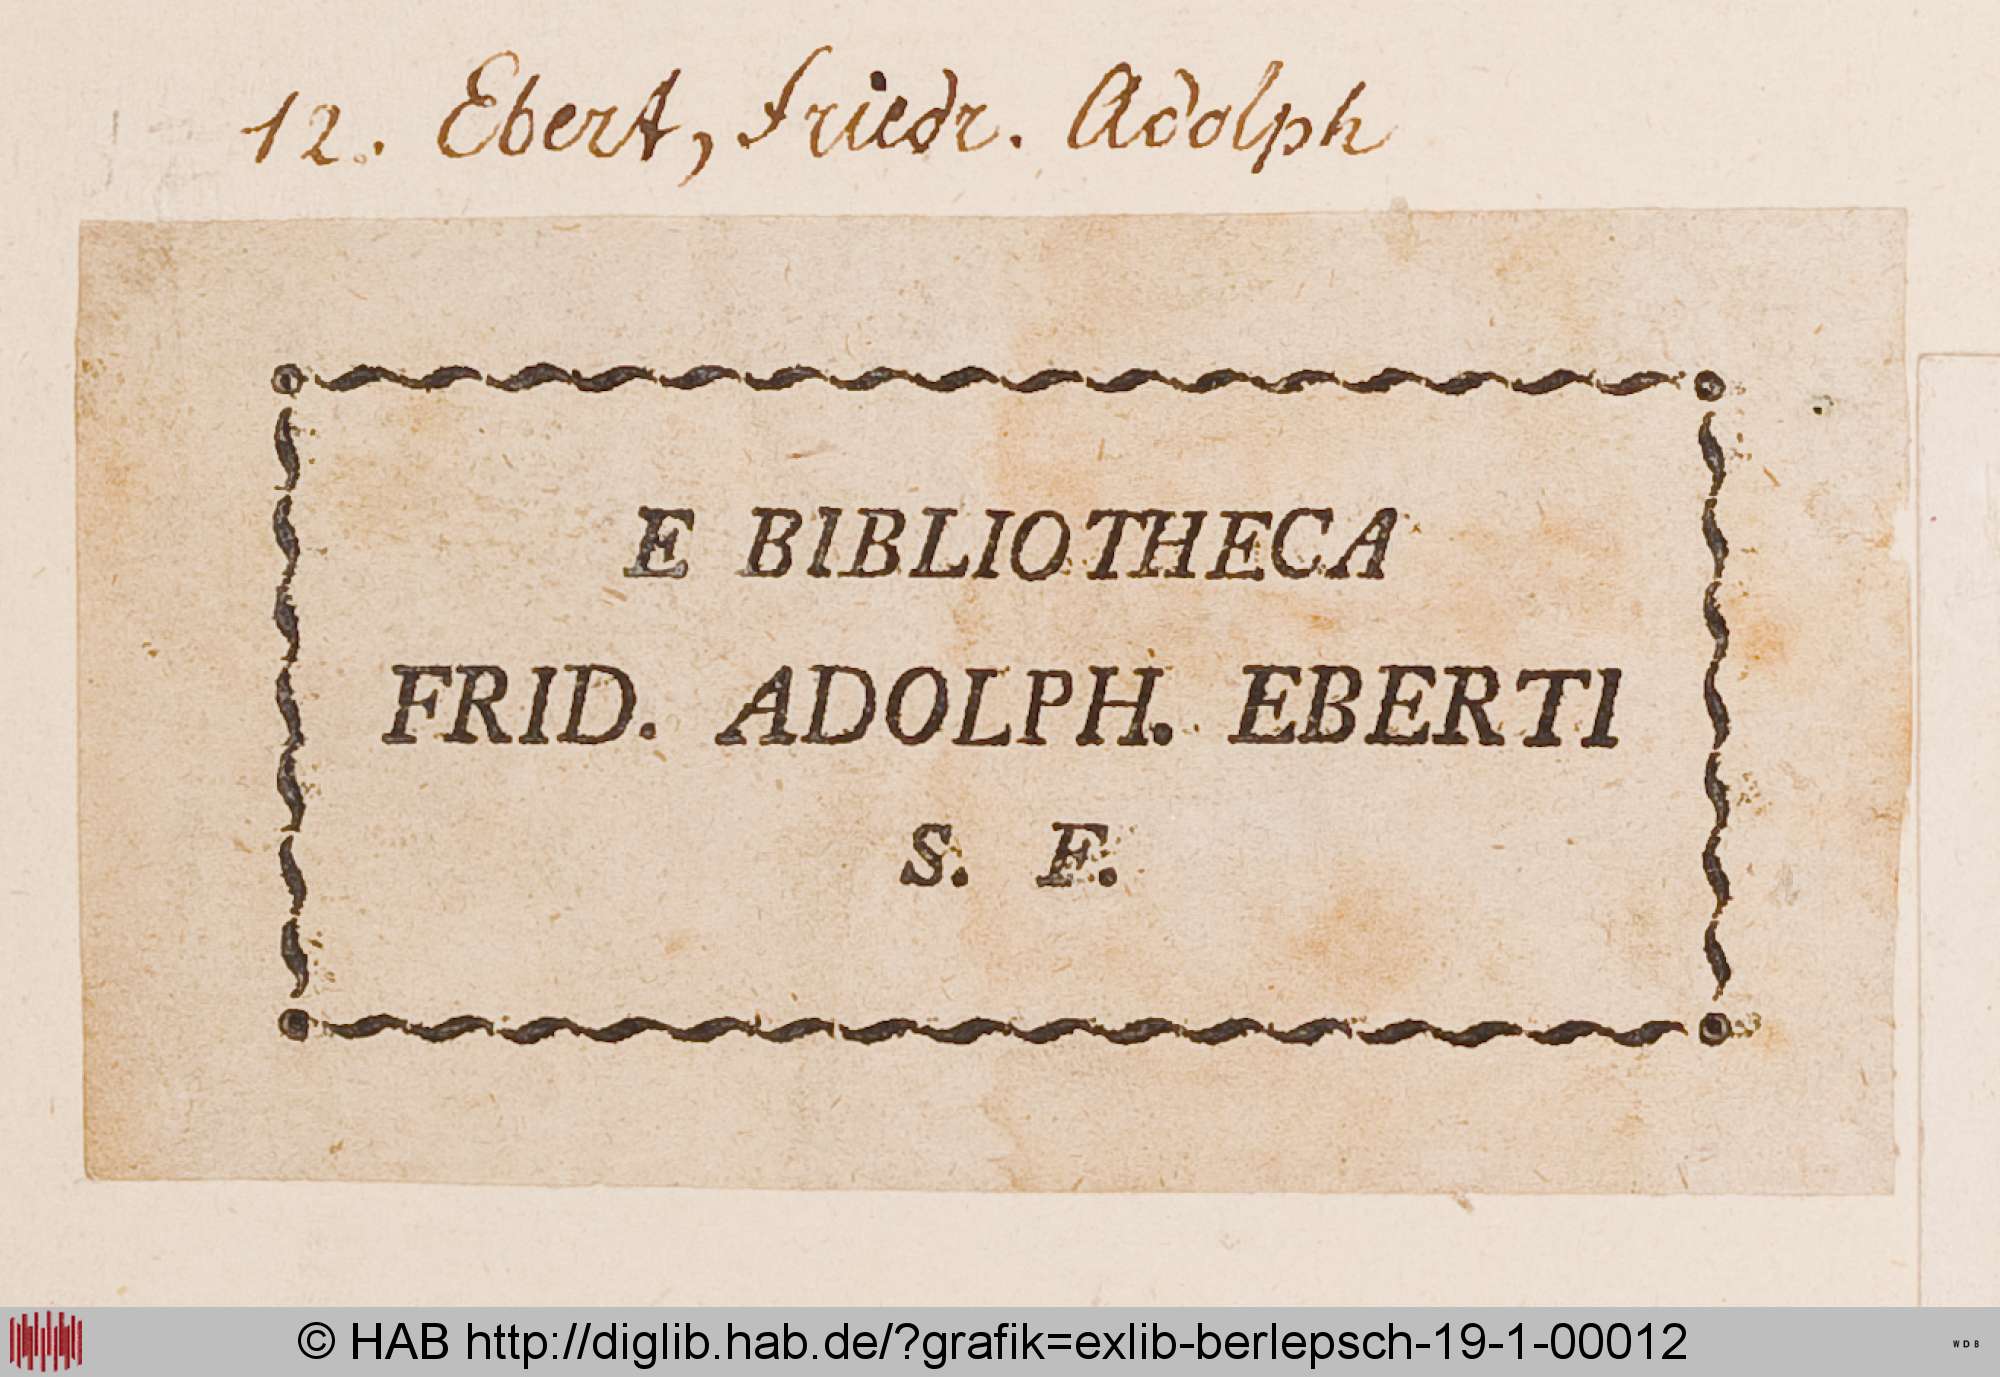 12. Ebert, Friedr. Adolph
E BIBLIOTHECA
FRID. ADOLPH. EBERTI
S. F.
© HAB http://diglib.hab.de/?grafik=exlib-berlepsch-19-1-00012
WDB